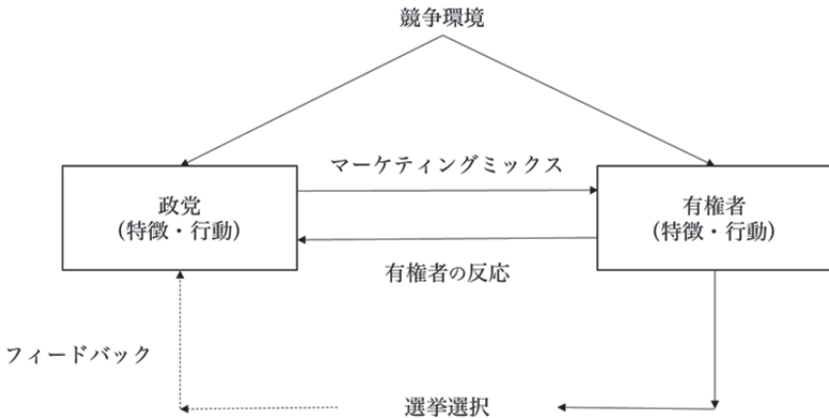 競争環境
マーケティングミックス
政党
(特徴・行動)
有権者
(特徴・行動)
有権者の反応
フィードバック
選挙選択